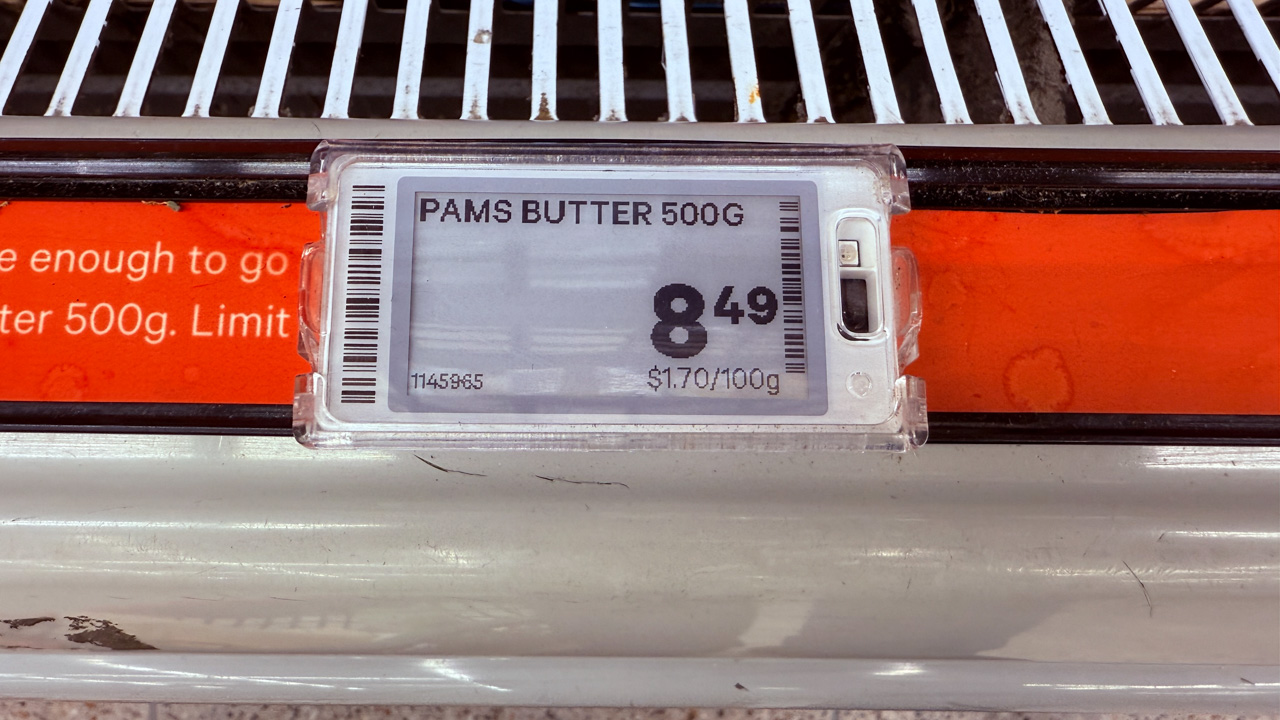 e enough to go
ter 500g. Limit
PAMS BUTTER 500G
8 49
1145965
$1.70/100g